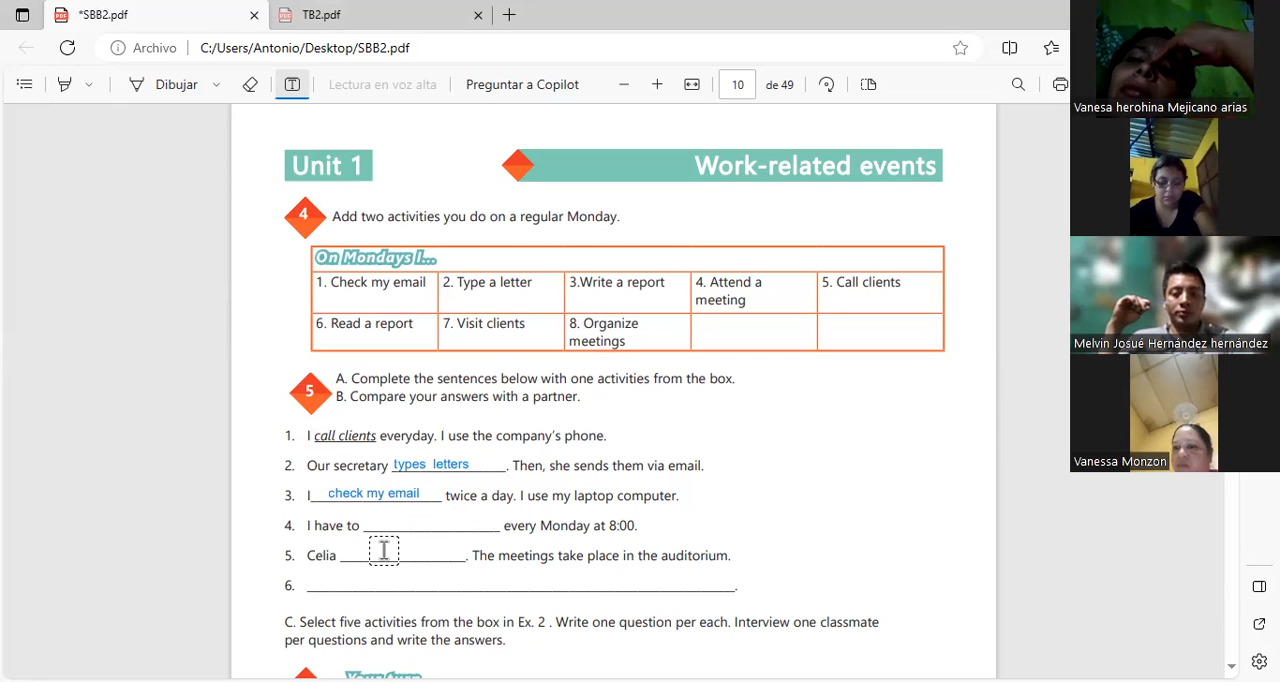 *SBB2.pdf
TB2.pdf
Archivo
C:/Users/Antonio/Desktop/SBB2.pdf
Dibujar
Lectura en voz alta
Preguntar a Copilot
10
de 49
Unit 1
Work-related events
4
Add two activities you do on a regular Monday.
On Mondays I...
1. Check my email
2. Type a letter
3.Write a report
4. Attend a
meeting
5. Call clients
6. Read a report
7. Visit clients
8. Organize
meetings
5
A. Complete the sentences below with one activities from the box.
B. Compare your answers with a partner.
1. I call clients everyday. I use the company's phone.
2. Our secretary types letters. Then, she sends them via email.
3. I check my email twice a day. I use my laptop computer.
4. I have to ____________ every Monday at 8:00.
5. Celia ____________. The meetings take place in the auditorium.
6. ____________.
C. Select five activities from the box in Ex. 2 . Write one question per each. Interview one classmate
per questions and write the answers.
Vanesa herohina Mejicano arias
Melvin Josué Hernández hernández
Vanessa Monzon